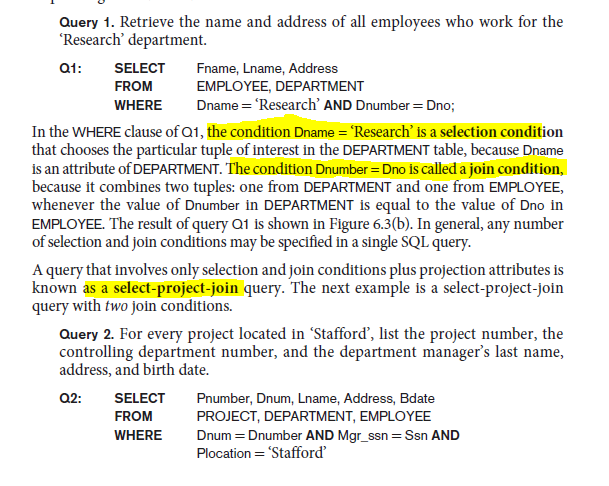 Query 1. Retrieve the name and address of all employees who work for the
‘Research’ department.
Q1: SELECT Fname, Lname, Address
FROM EMPLOYEE, DEPARTMENT
WHERE Dname = ‘Research’ AND Dnumber = Dno;
In the WHERE clause of Q1, the condition Dname = ‘Research’ is a selection condition
that chooses the particular tuple of interest in the DEPARTMENT table, because Dname
is an attribute of DEPARTMENT. The condition Dnumber = Dno is called a join condition,
because it combines two tuples: one from DEPARTMENT and one from EMPLOYEE,
whenever the value of Dnumber in DEPARTMENT is equal to the value of Dno in
EMPLOYEE. The result of query Q1 is shown in Figure 6.3(b). In general, any number
of selection and join conditions may be specified in a single SQL query.
A query that involves only selection and join conditions plus projection attributes is
known as a select-project-join query. The next example is a select-project-join
query with two join conditions.
Query 2. For every project located in ‘Stafford’, list the project number, the
controlling department number, and the department manager’s last name,
address, and birth date.
Q2: SELECT Pnumber, Dnum, Lname, Address, Bdate
FROM PROJECT, DEPARTMENT, EMPLOYEE
WHERE Dnum = Dnumber AND Mgr_ssn = Ssn AND
Plocation = ‘Stafford’